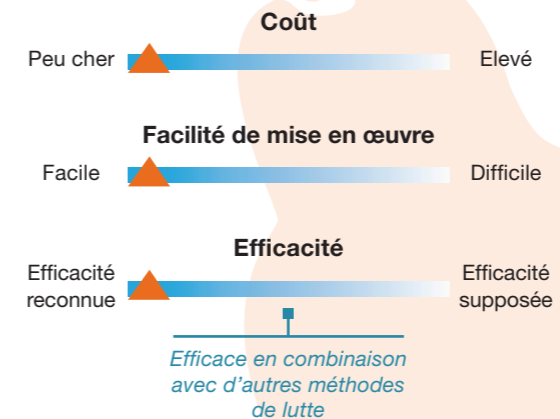 Coût
Peu cher
Elevé
Facilité de mise en œuvre
Facile
Difficile
Efficacité
Efficacité
reconnue
Efficacité
supposée
Efficace en combinaison
avec d'autres méthodes
de lutte